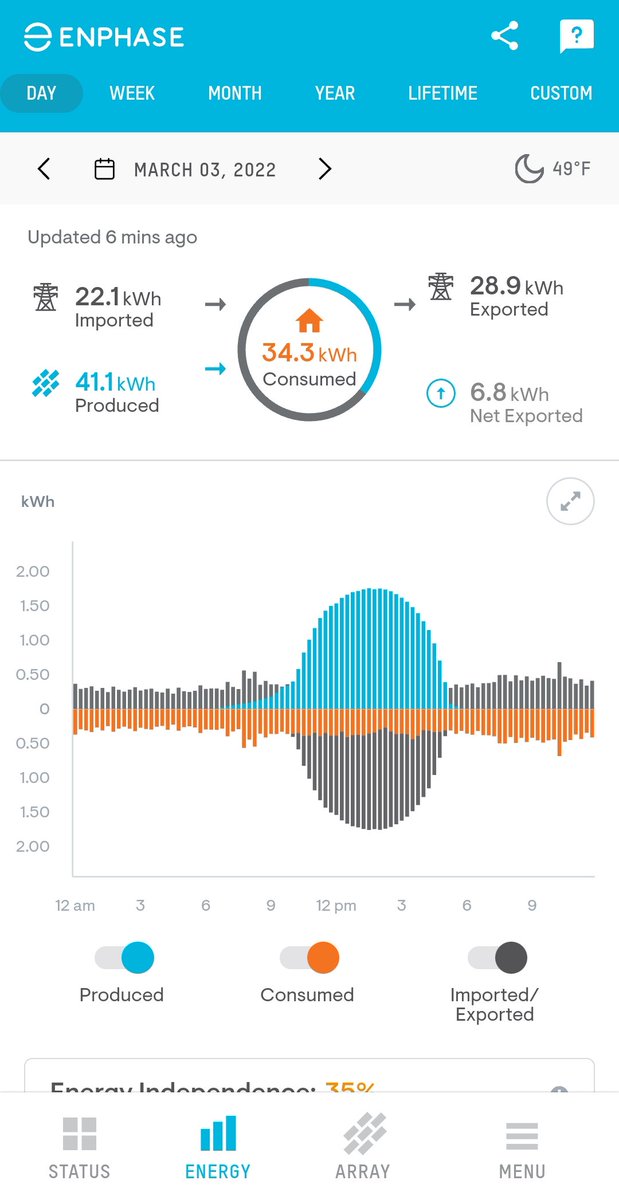 ENPHASE
?
DAY WEEK MONTH YEAR LIFETIME CUSTOM
MARCH 03, 2022 49°F
Updated 6 mins ago
22.1 kWh
Imported
41.1 kWh
Produced
34.3 kWh
Consumed
28.9 kWh
Exported
6.8 kWh
Net Exported
kWh
2.00
1.50
1.00
0.50
0
0.50
1.00
1.50
2.00
12 am 3 6 9 12 pm 3 6 9
Produced
Consumed
Imported/
Exported
Energy Independence: 35%
STATUS ENERGY ARRAY MENU